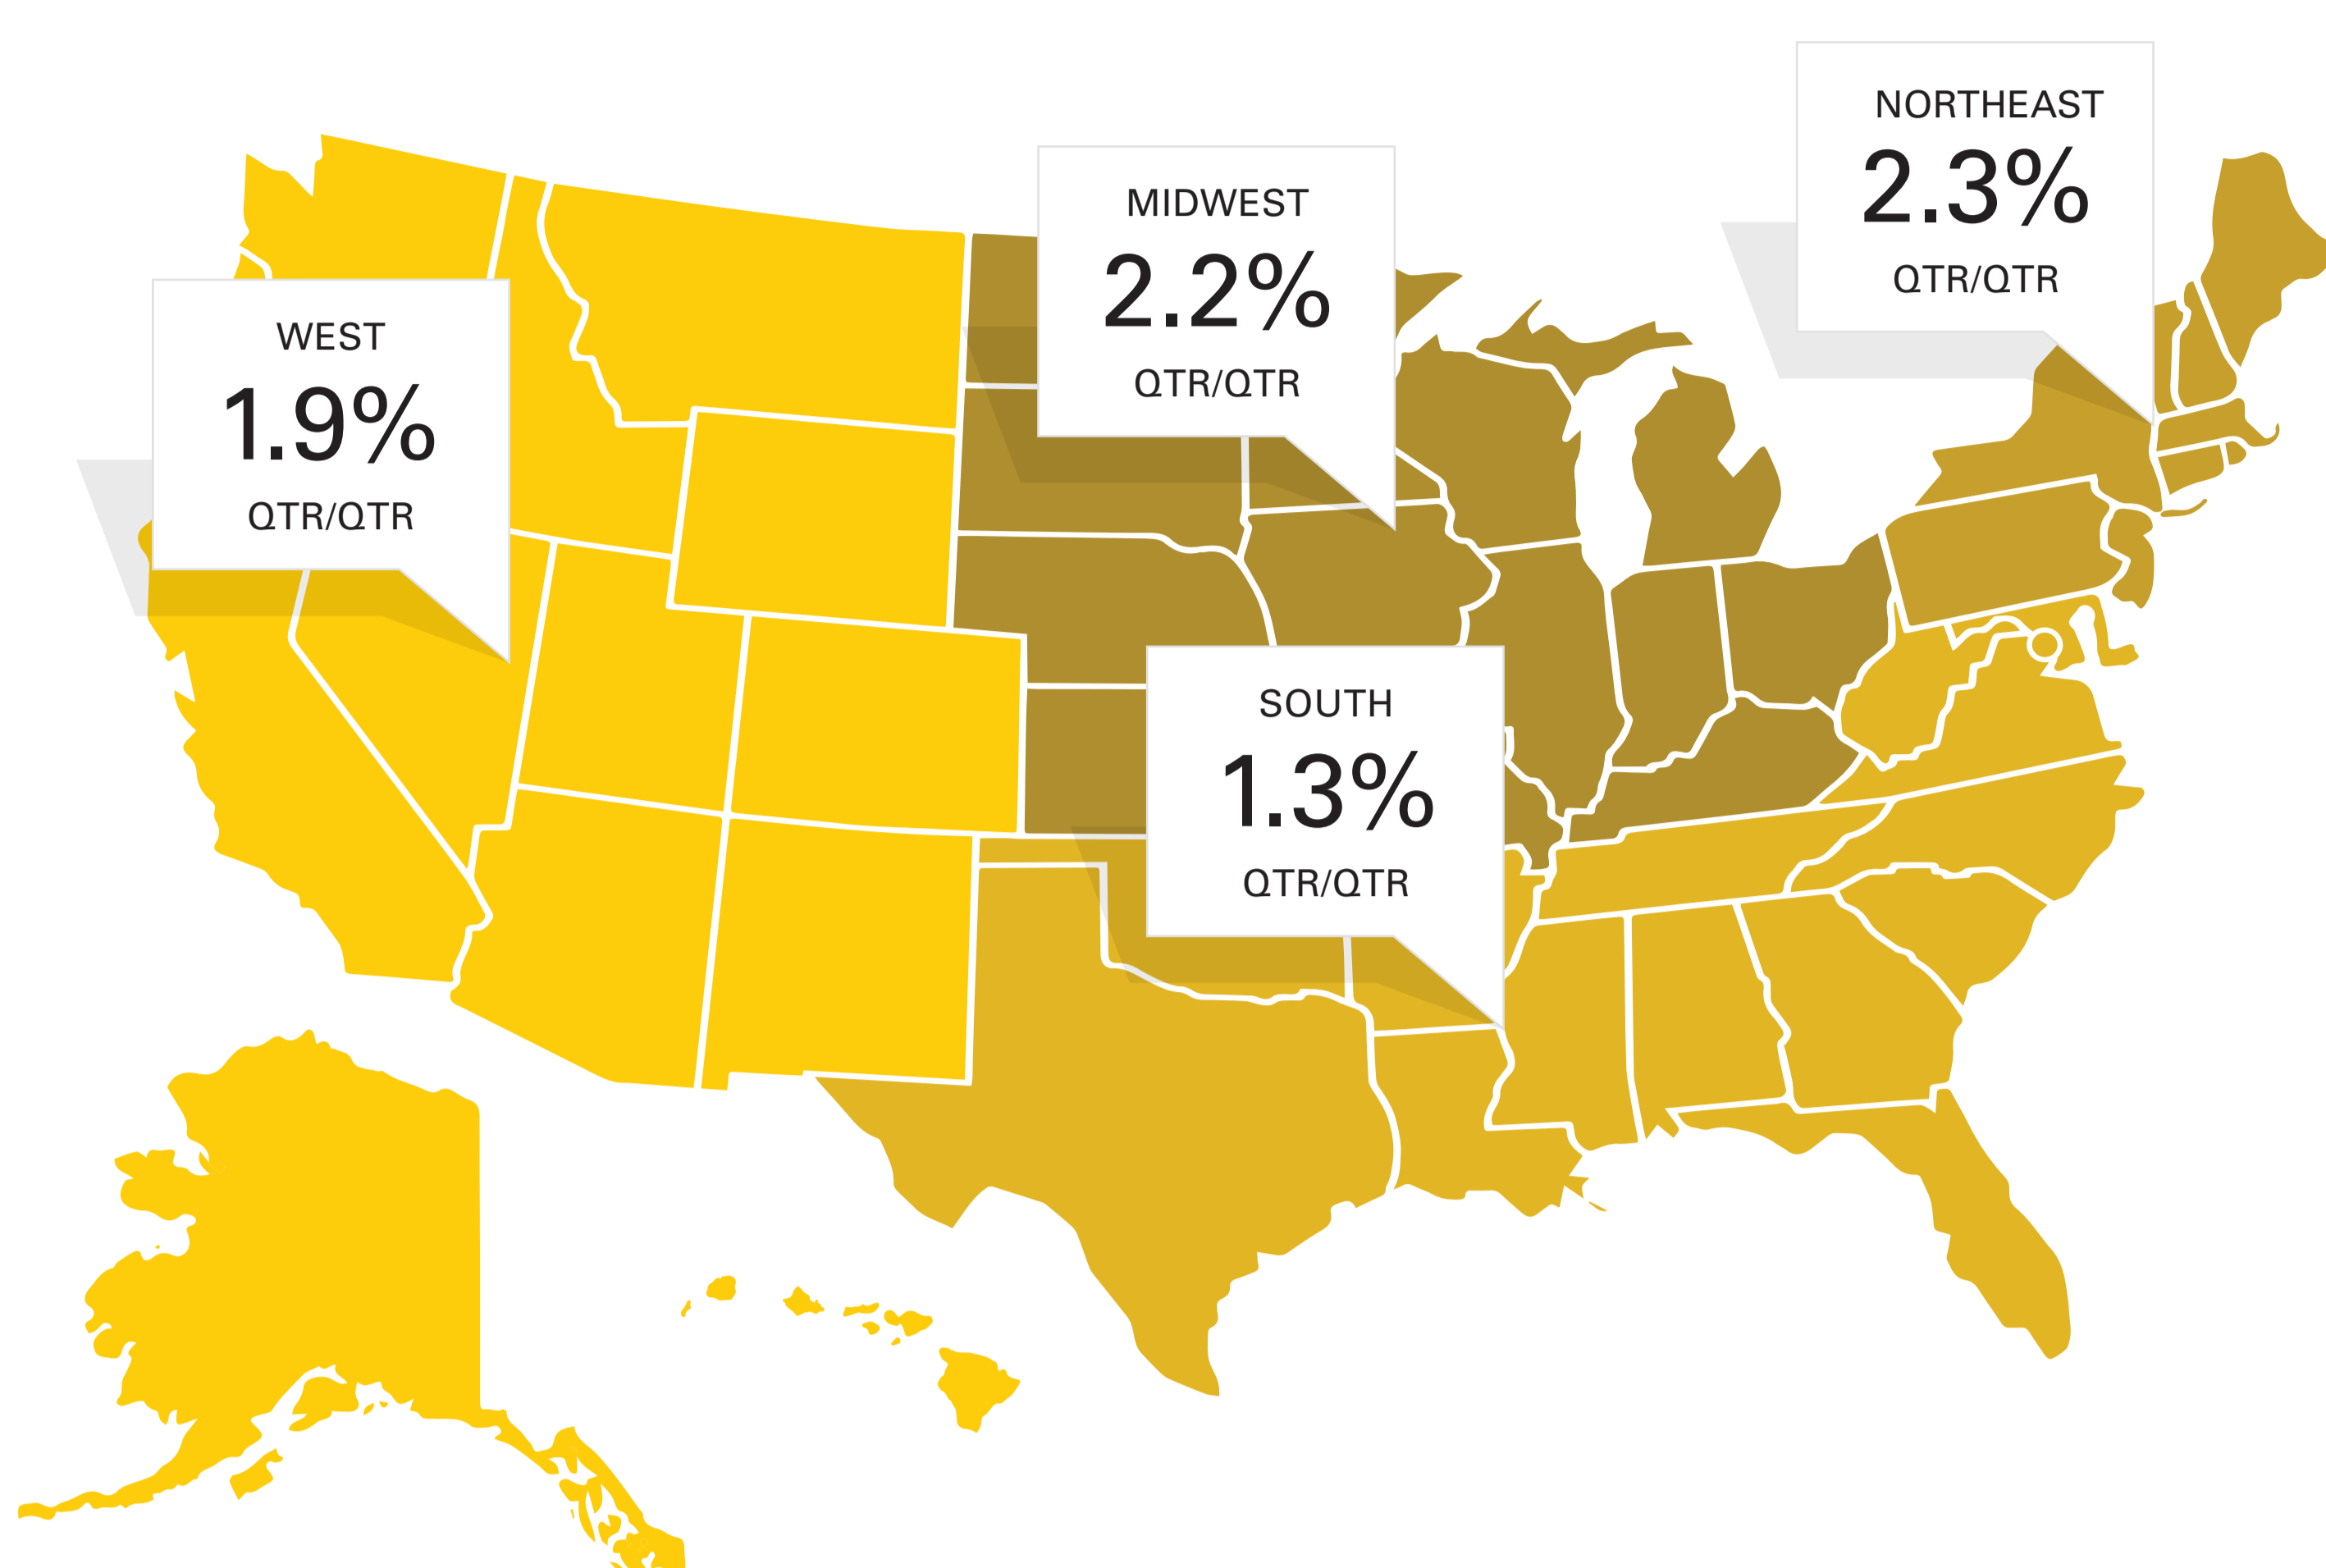 NORTHEAST
2.3%
QTR/QTR
MIDWEST
2.2%
QTR/QTR
WEST
1.9%
QTR/QTR
SOUTH
1.3%
QTR/QTR